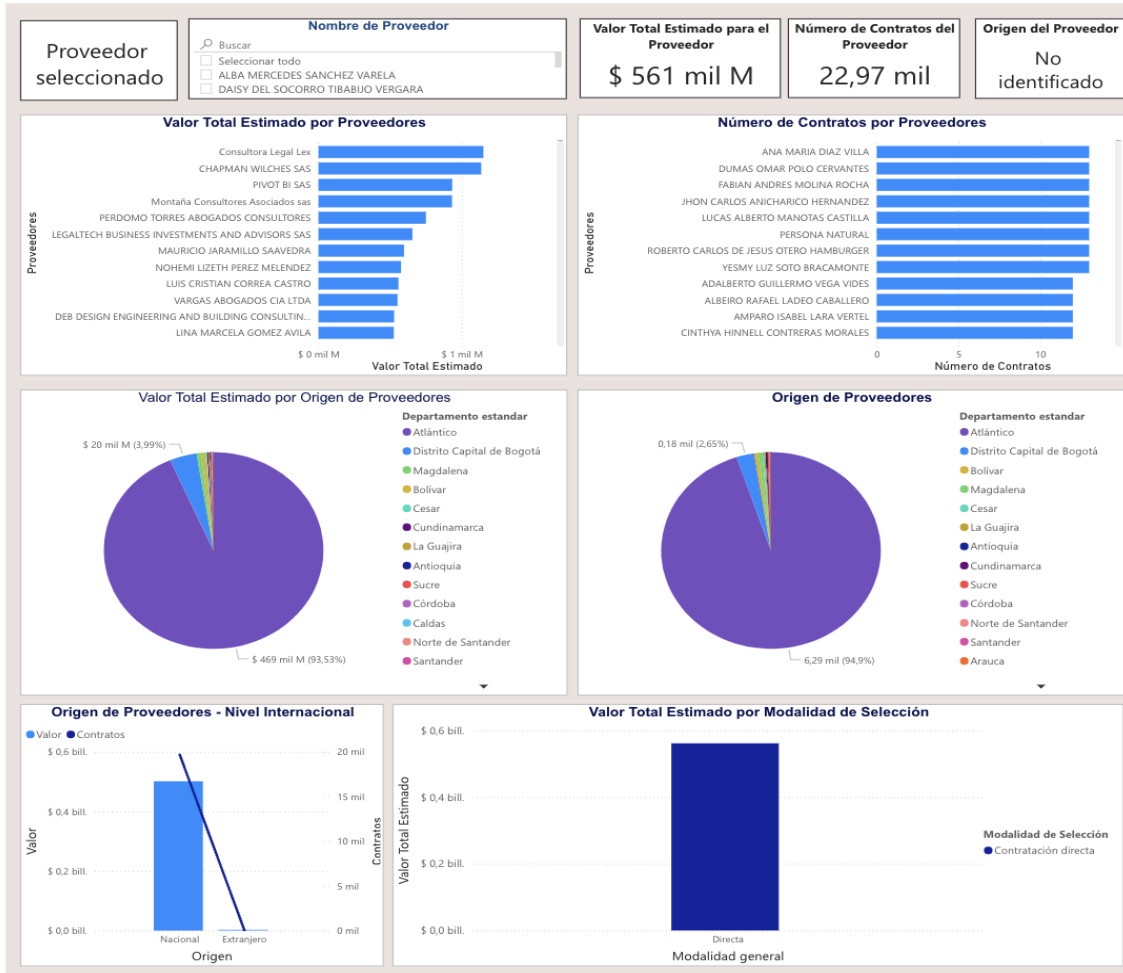 Proveedor
seleccionado
Nombre de Proveedor
Buscar
Seleccionar todo
ALBA MERCEDES SANCHEZ VARELA
DAISY DEL SOCORRO TIBABIJO VERGARA
Valor Total Estimado para el
Proveedor
$ 561 mil M
Número de Contratos del
Proveedor
22,97 mil
Origen del Proveedor
No
identificado
Valor Total Estimado por Proveedores
Proveedores
Consultora Legal Lex
CHAPMAN WILCHES SAS
PIVOT BI SAS
Montaña Consultores Asociados sas
PERDOMO TORRES ABOGADOS CONSULTORES
LEGALTECH BUSINESS INVESTMENTS AND ADVISORS SAS
MAURICIO JARAMILLO SAAVEDRA
NOHEMI LIZETH PEREZ MELENDEZ
LUIS CRISTIAN CORREA CASTRO
VARGAS ABOGADOS CIA LTDA
DEB DESIGN ENGINEERING AND BUILDING CONSULTIN...
LINA MARCELA GOMEZ AVILA
$ 0 mil M $ 1 mil M
Valor Total Estimado
Número de Contratos por Proveedores
Proveedores
ANA MARIA DIAZ VILLA
DUMAS OMAR POLO CERVANTES
FABIAN ANDRES MOLINA ROCHA
JHON CARLOS ANICHARICO HERNANDEZ
LUCAS ALBERTO MANOTAS CASTILLA
PERSONA NATURAL
ROBERTO CARLOS DE JESUS OTERO HAMBURGER
YESMY LUZ SOTO BRACAMONTE
ADALBERTO GUILLERMO VEGA VIDES
ALBEIRO RAFAEL LADEO CABALLERO
AMPARO ISABEL LARA VERTEL
CINTHYA HINNELL CONTRERAS MORALES
0 5 10
Número de Contratos
Valor Total Estimado por Origen de Proveedores
$ 20 mil M (3,99%)
$ 469 mil M (93,53%)
Departamento estandar
Atlántico
Distrito Capital de Bogotá
Magdalena
Bolívar
Cesar
Cundinamarca
La Guajira
Antioquia
Sucre
Córdoba
Caldas
Norte de Santander
Santander
Origen de Proveedores
0,18 mil (2,65%)
6,29 mil (94,9%)
Departamento estandar
Atlántico
Distrito Capital de Bogotá
Bolívar
Magdalena
Cesar
La Guajira
Antioquia
Cundinamarca
Sucre
Córdoba
Norte de Santander
Santander
Arauca
Origen de Proveedores - Nivel Internacional
Valor Contratos
Valor
$ 0,6 bill.
$ 0,4 bill.
$ 0,2 bill.
$ 0,0 bill.
20 mil
15 mil
10 mil
5 mil
0 mil
Contratos
Nacional Extranjero
Origen
Valor Total Estimado por Modalidad de Selección
Valor Total Estimado
$ 0,6 bill.
$ 0,4 bill.
$ 0,2 bill.
$ 0,0 bill.
Directa
Modalidad general
Modalidad de Selección
Contratación directa